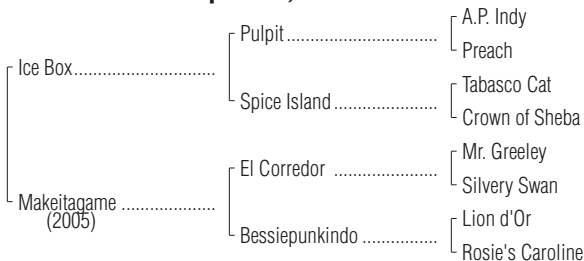 A.P. Indy
Pulpit
Preach
Ice Box
Tabasco Cat
Spice Island
Crown of Sheba
Mr. Greeley
El Corredor
Silvery Swan
Makeitagame
(2005)
Lion d'Or
Bessiepunkindo
Rosie's Caroline